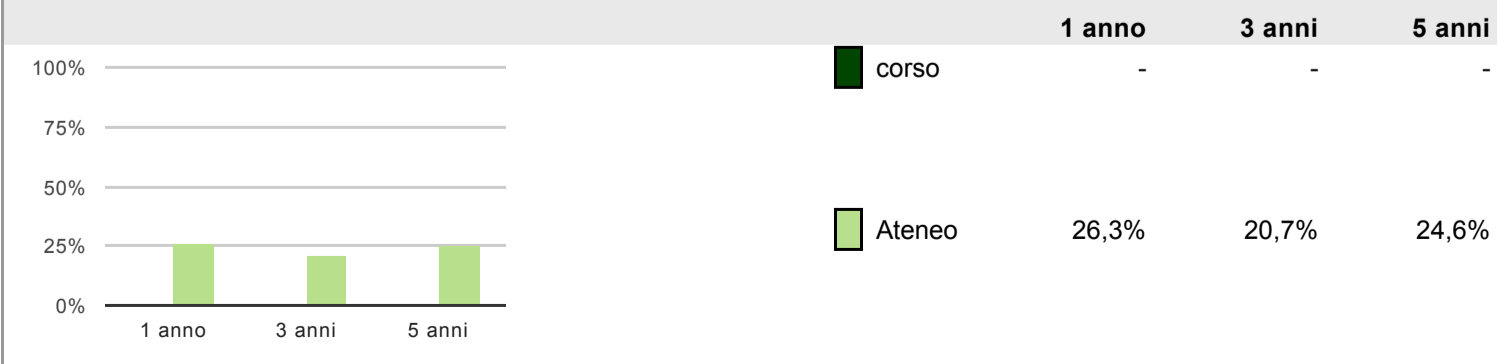 1 anno 3 anni 5 anni
100%
75%
50%
25%
0%
1 anno 3 anni 5 anni
corso - - -
Ateneo 26,3% 20,7% 24,6%